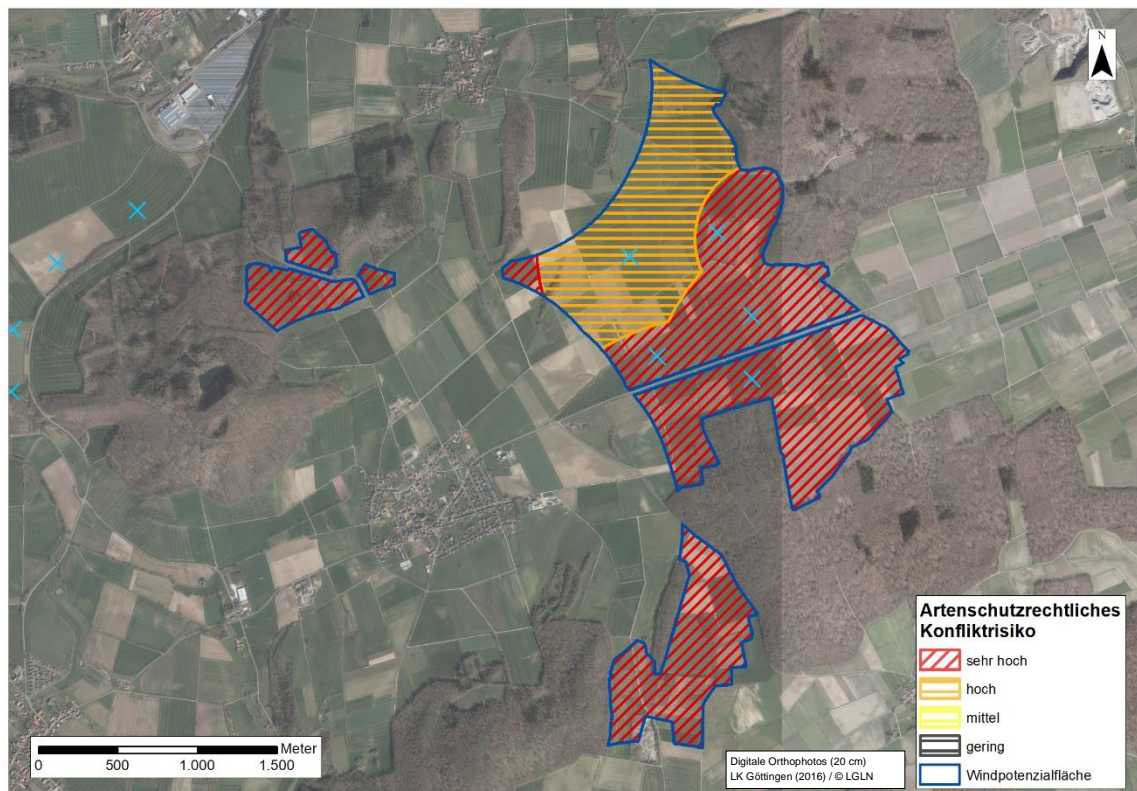 N
Artenschutzrechtliches
Konfliktrisiko
sehr hoch
hoch
mittel
gering
Windpotenzialfläche
Meter
0 500 1.000 1.500
Digitale Orthophotos (20 cm)
LK Göttingen (2016) / © LGLN